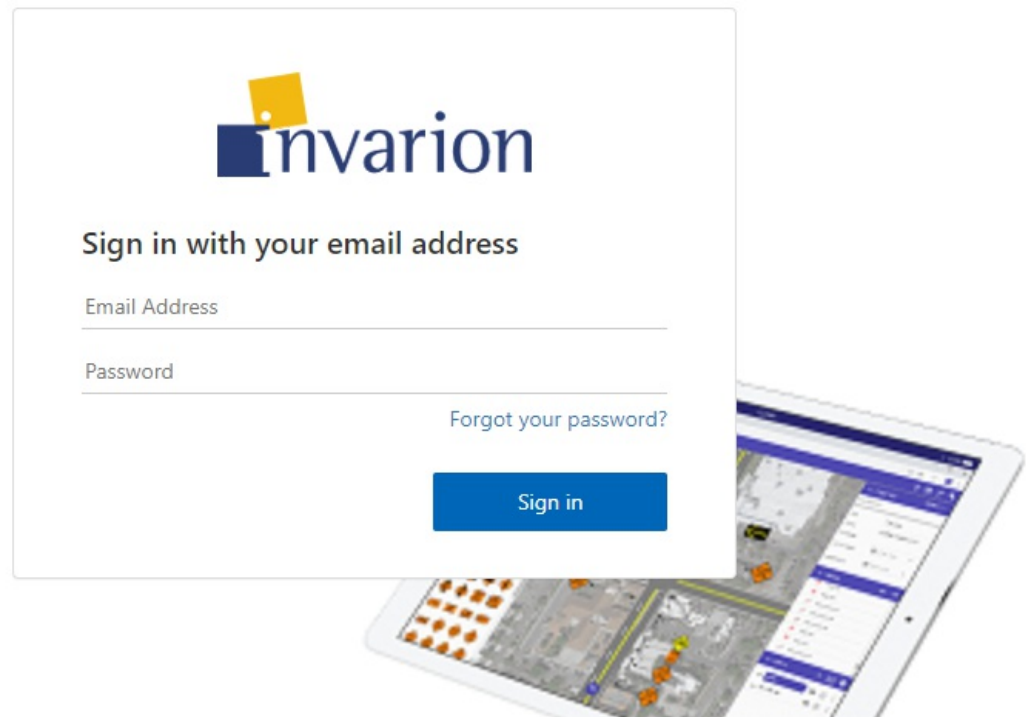 invarion
Sign in with your email address
Email Address
Password
Forgot your password?
Sign in